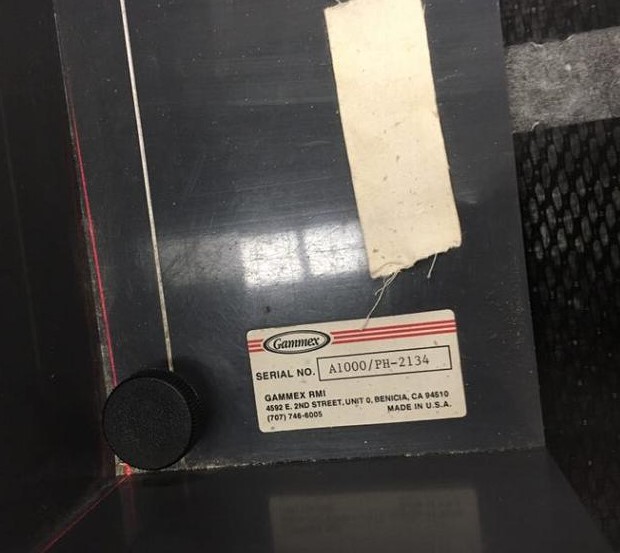 Gammex
SERIAL NO. A1000/PH-2134
GAMMEX RMI
4592 E. 2ND STREET, UNIT O, BENICIA, CA 94510
(707) 746-6005 MADE IN U.S.A.